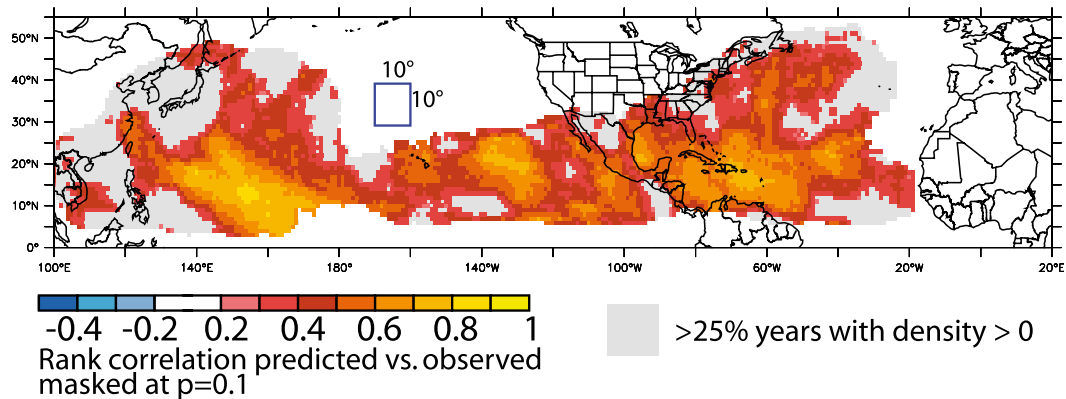 50°N
40°N
30°N
20°N
10°N
0°
10°
10°
100°E 140°E 180° 140°W 100°W 60°W 20°W 20°E
-0.4 -0.2 0.2 0.4 0.6 0.8 1
Rank correlation predicted vs. observed
masked at p=0.1
>25% years with density > 0